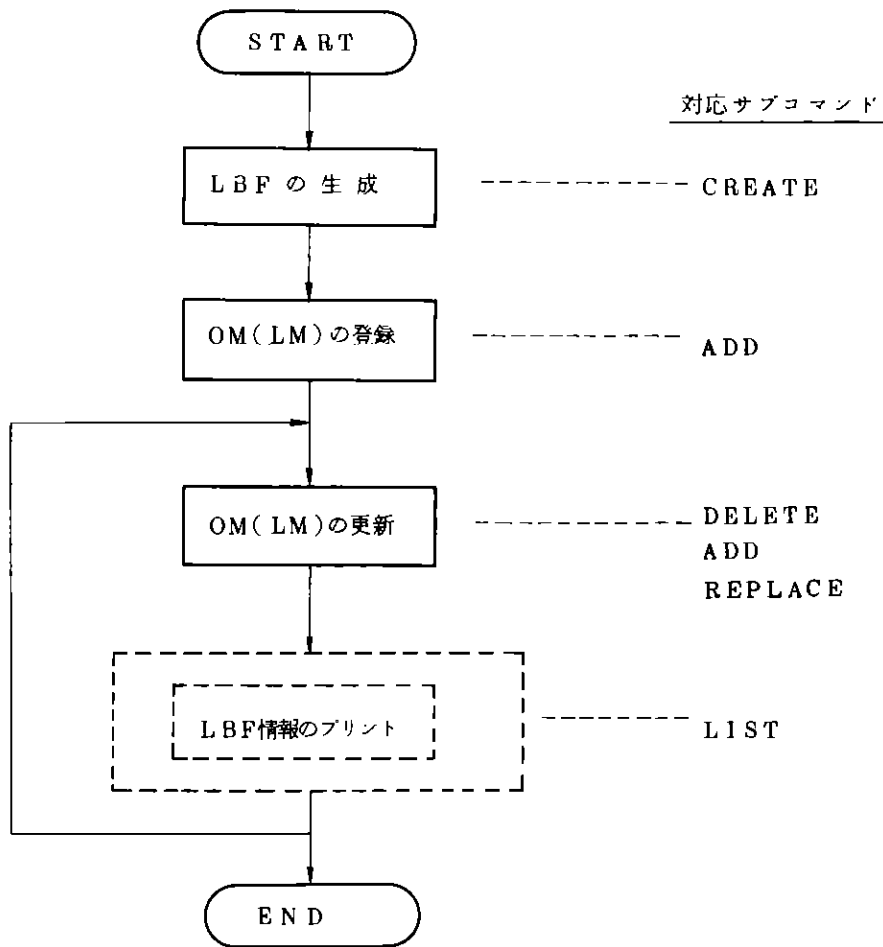 START
対応サブコマンド
LBFの生成
CREATE
OM(LM)の登録
ADD
OM(LM)の更新
DELETE
ADD
REPLACE
LBF情報のプリント
LIST
END